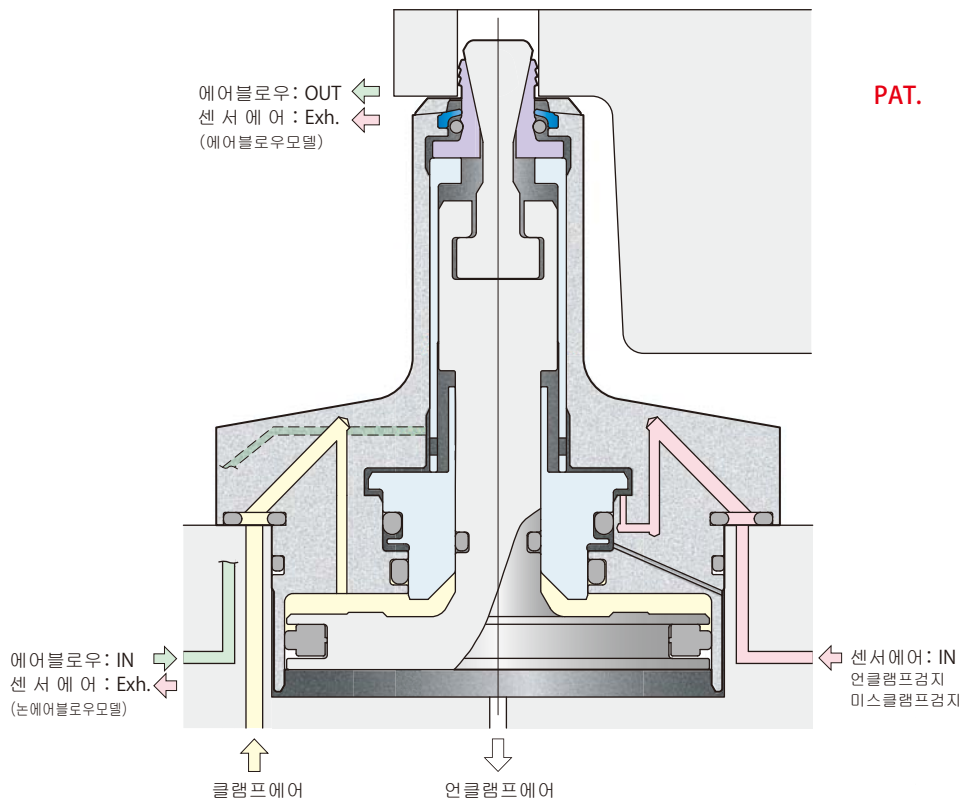 PAT.
에어블로우: OUT
센 서 에 어 : Exh.
(에어블로우모델)
에어블로우: IN
센 서 에 어 : Exh.
(논에어블로우모델)
센서에어: IN
언클램프검지
미스클램프검지
클램프에어
언클램프에어